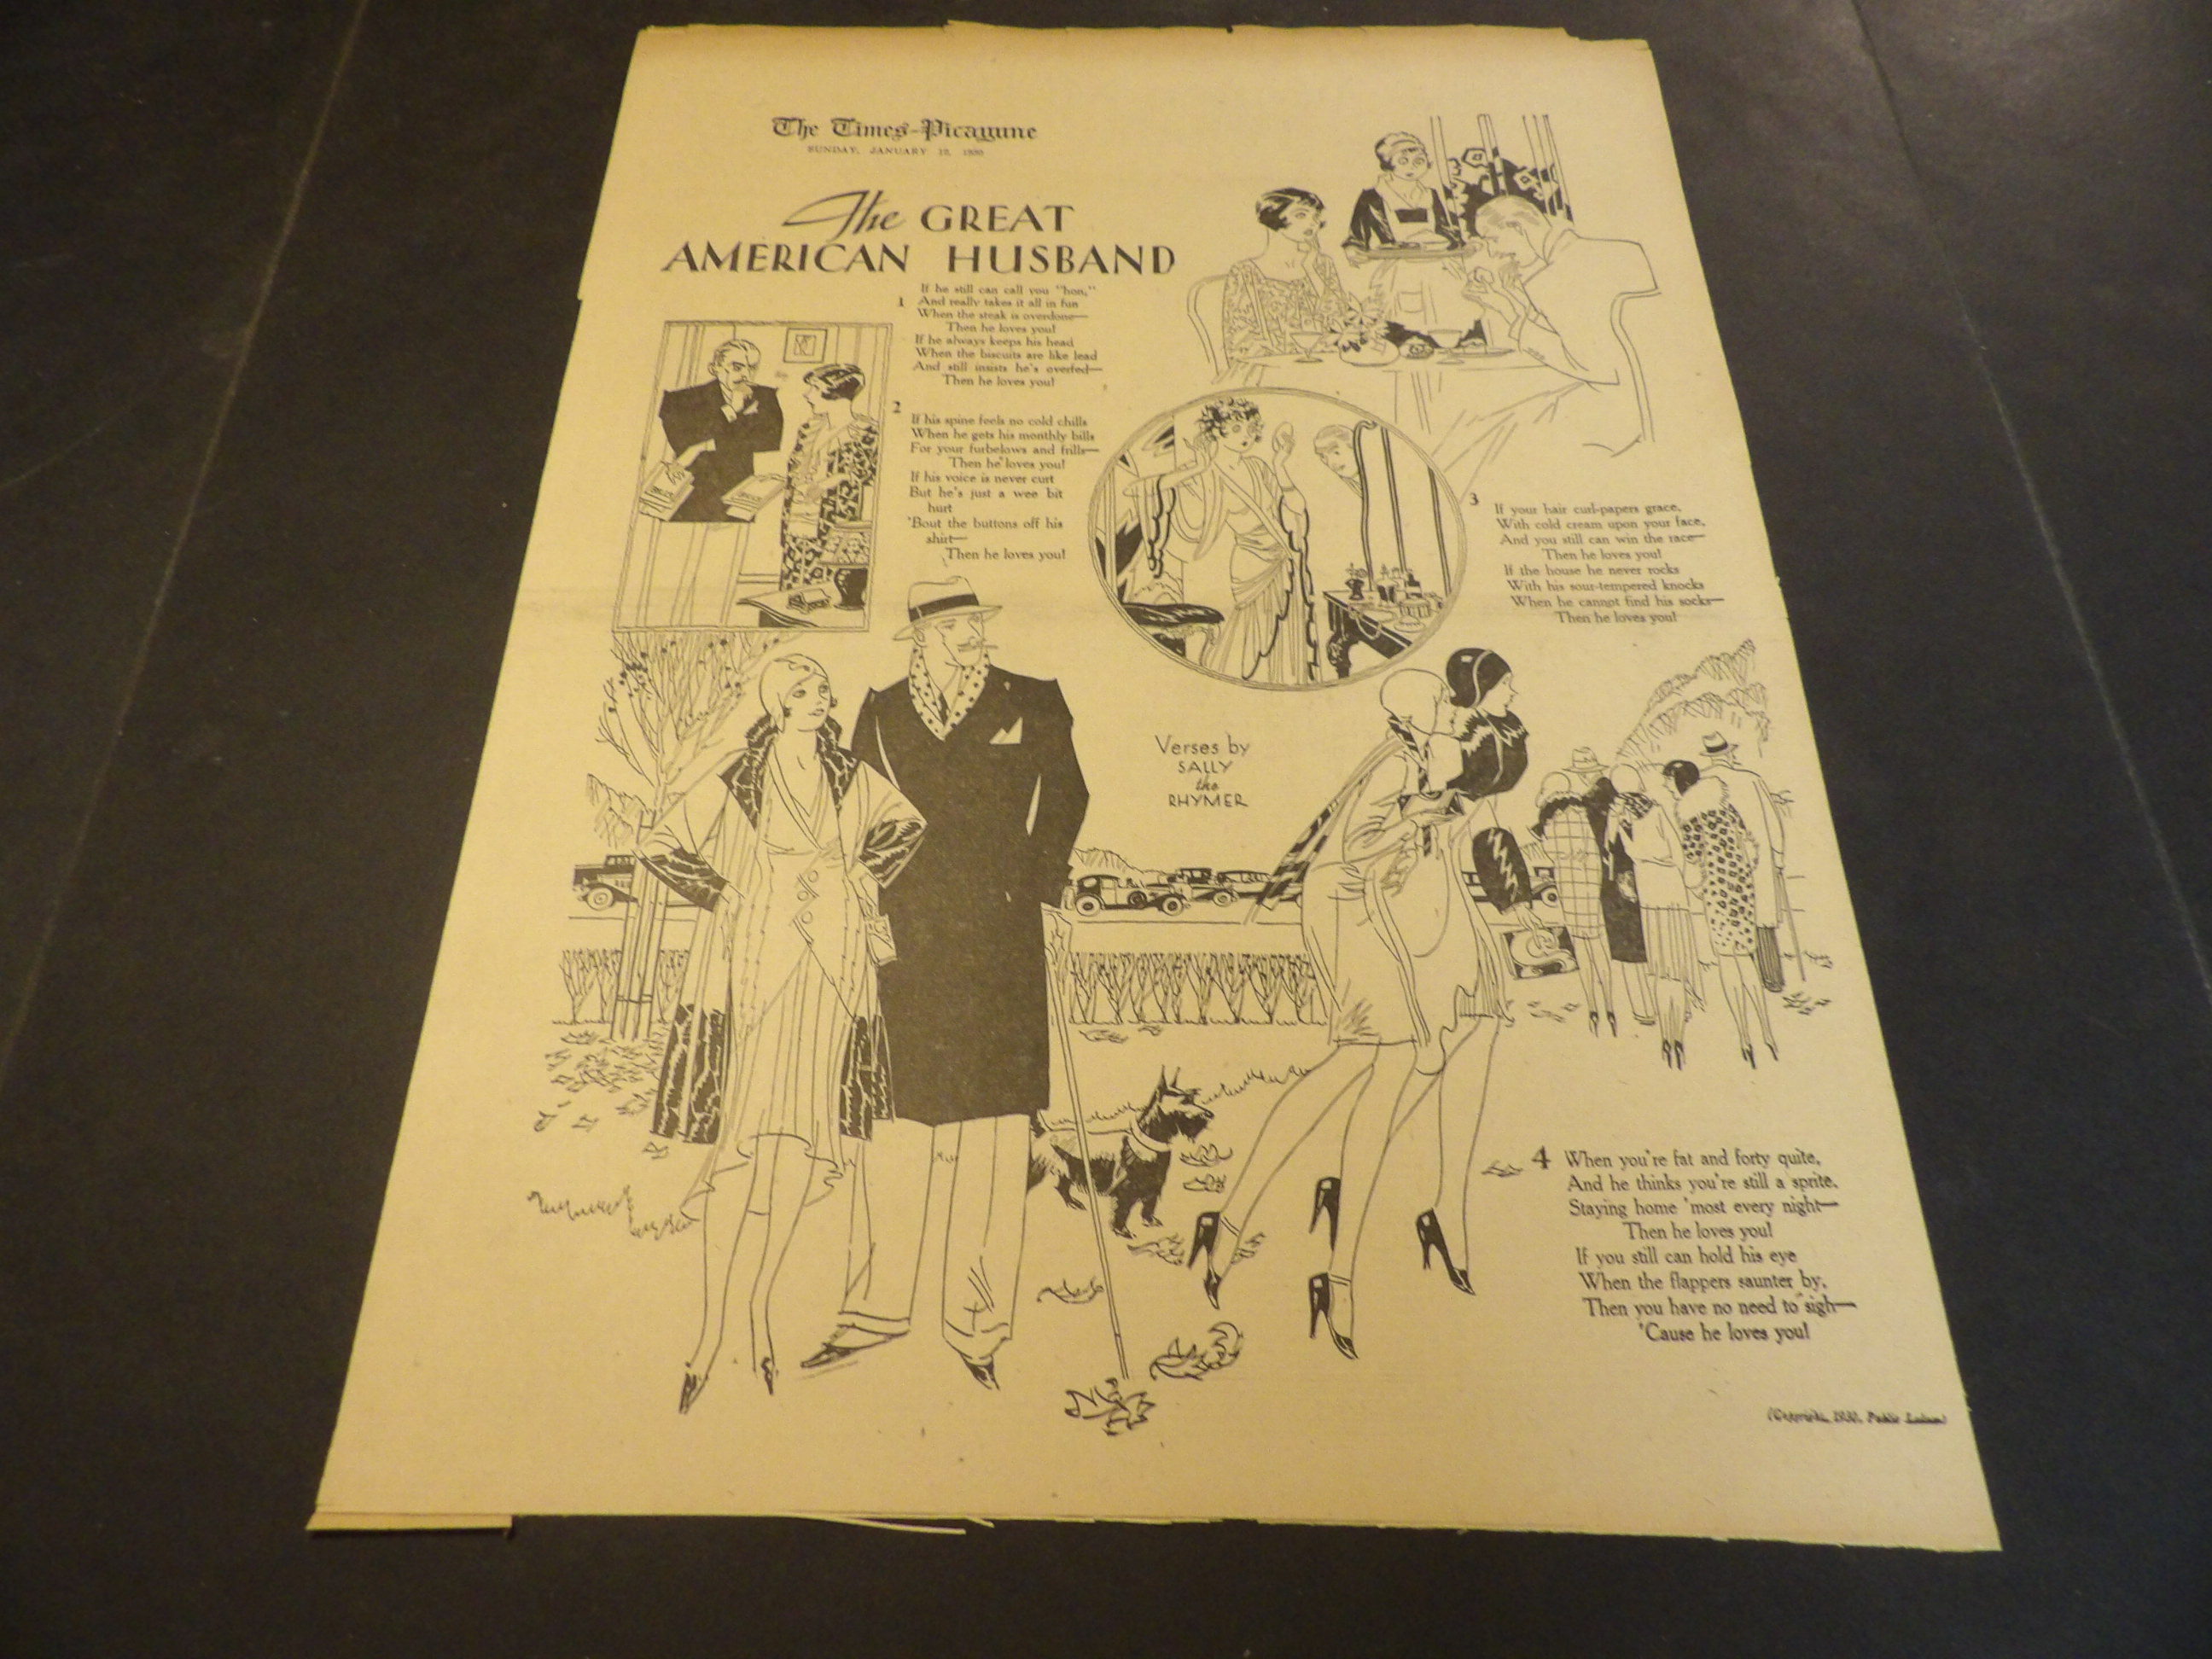 The Times-Picayune
SUNDAY, JANUARY 12, 1930
The GREAT
AMERICAN HUSBAND
1
If he still can call you "hon,"
And really takes it all in fun
When the steak is overdone—
Then he loves you!
If he always keeps his head
When the biscuits are like lead
And still insists he's overfed—
Then he loves you!
2
If his spine feels no cold chills
When he gets his monthly bills
For your furbelows and frills—
Then he loves you!
If his voice is never curt
But he's just a wee bit
hurt
'Bout the buttons off his
shirt—
Then he loves you!
3
If your hair curl-papers grace,
With cold cream upon your face,
And you still can win the race—
Then he loves you!
If the house he never rocks
With his sour-tempered knocks
When he cannot find his socks—
Then he loves you!
Verses by
SALLY
the
RHYMER
4
When you're fat and forty quite,
And he thinks you're still a sprite,
Staying home 'most every night—
Then he loves you!
If you still can hold his eye
When the flappers saunter by,
Then you have no need to sigh—
'Cause he loves you!
(Copyright, 1930, Public Ledger)